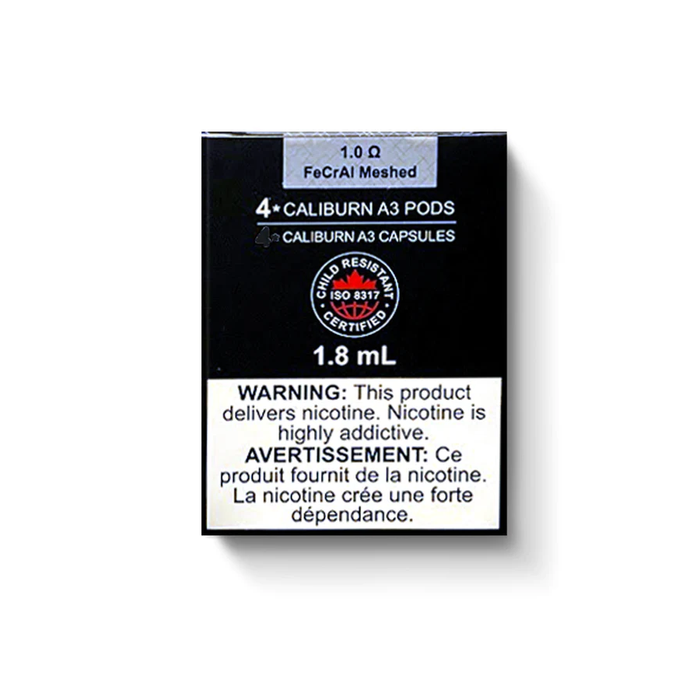 1.0 Ω
FeCrAl Meshed
4* CALIBURN A3 PODS
4* CALIBURN A3 CAPSULES
CHILD RESISTANT
ISO 8317
• CERTIFIED •
1.8 mL
WARNING: This product
delivers nicotine. Nicotine is
highly addictive.
AVERTISSEMENT: Ce
produit fournit de la nicotine.
La nicotine crée une forte
dépendance.